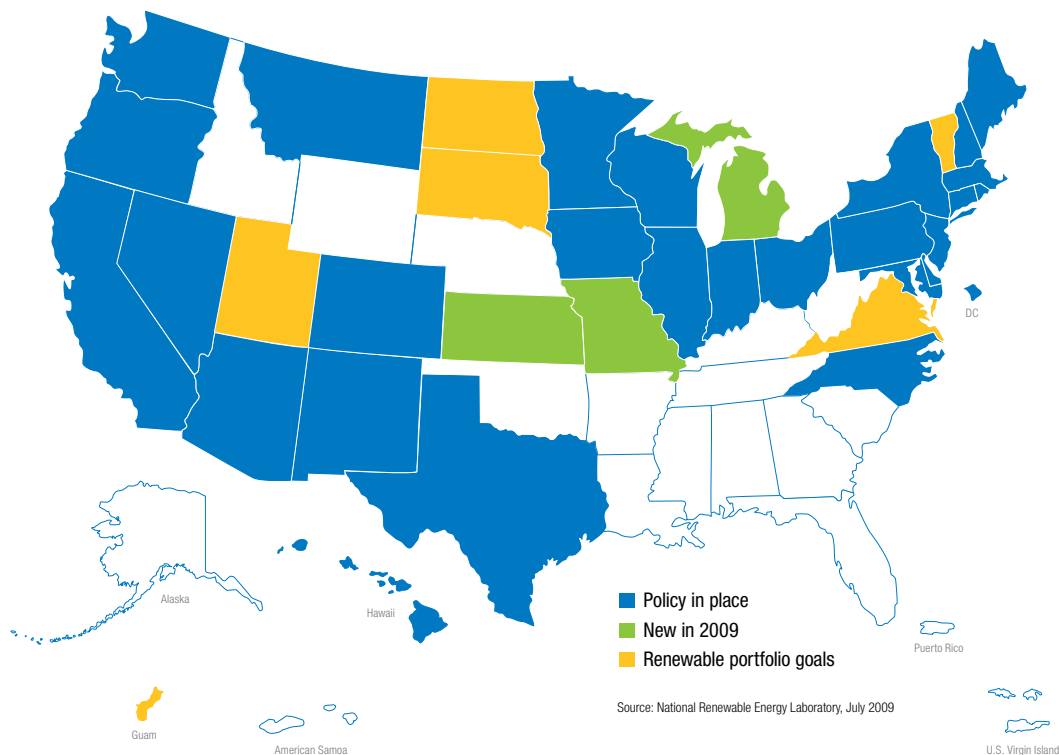 DC
Alaska
Hawaii
Policy in place
New in 2009
Renewable portfolio goals
Puerto Rico
Source: National Renewable Energy Laboratory, July 2009
Guam
American Samoa
U.S. Virgin Island